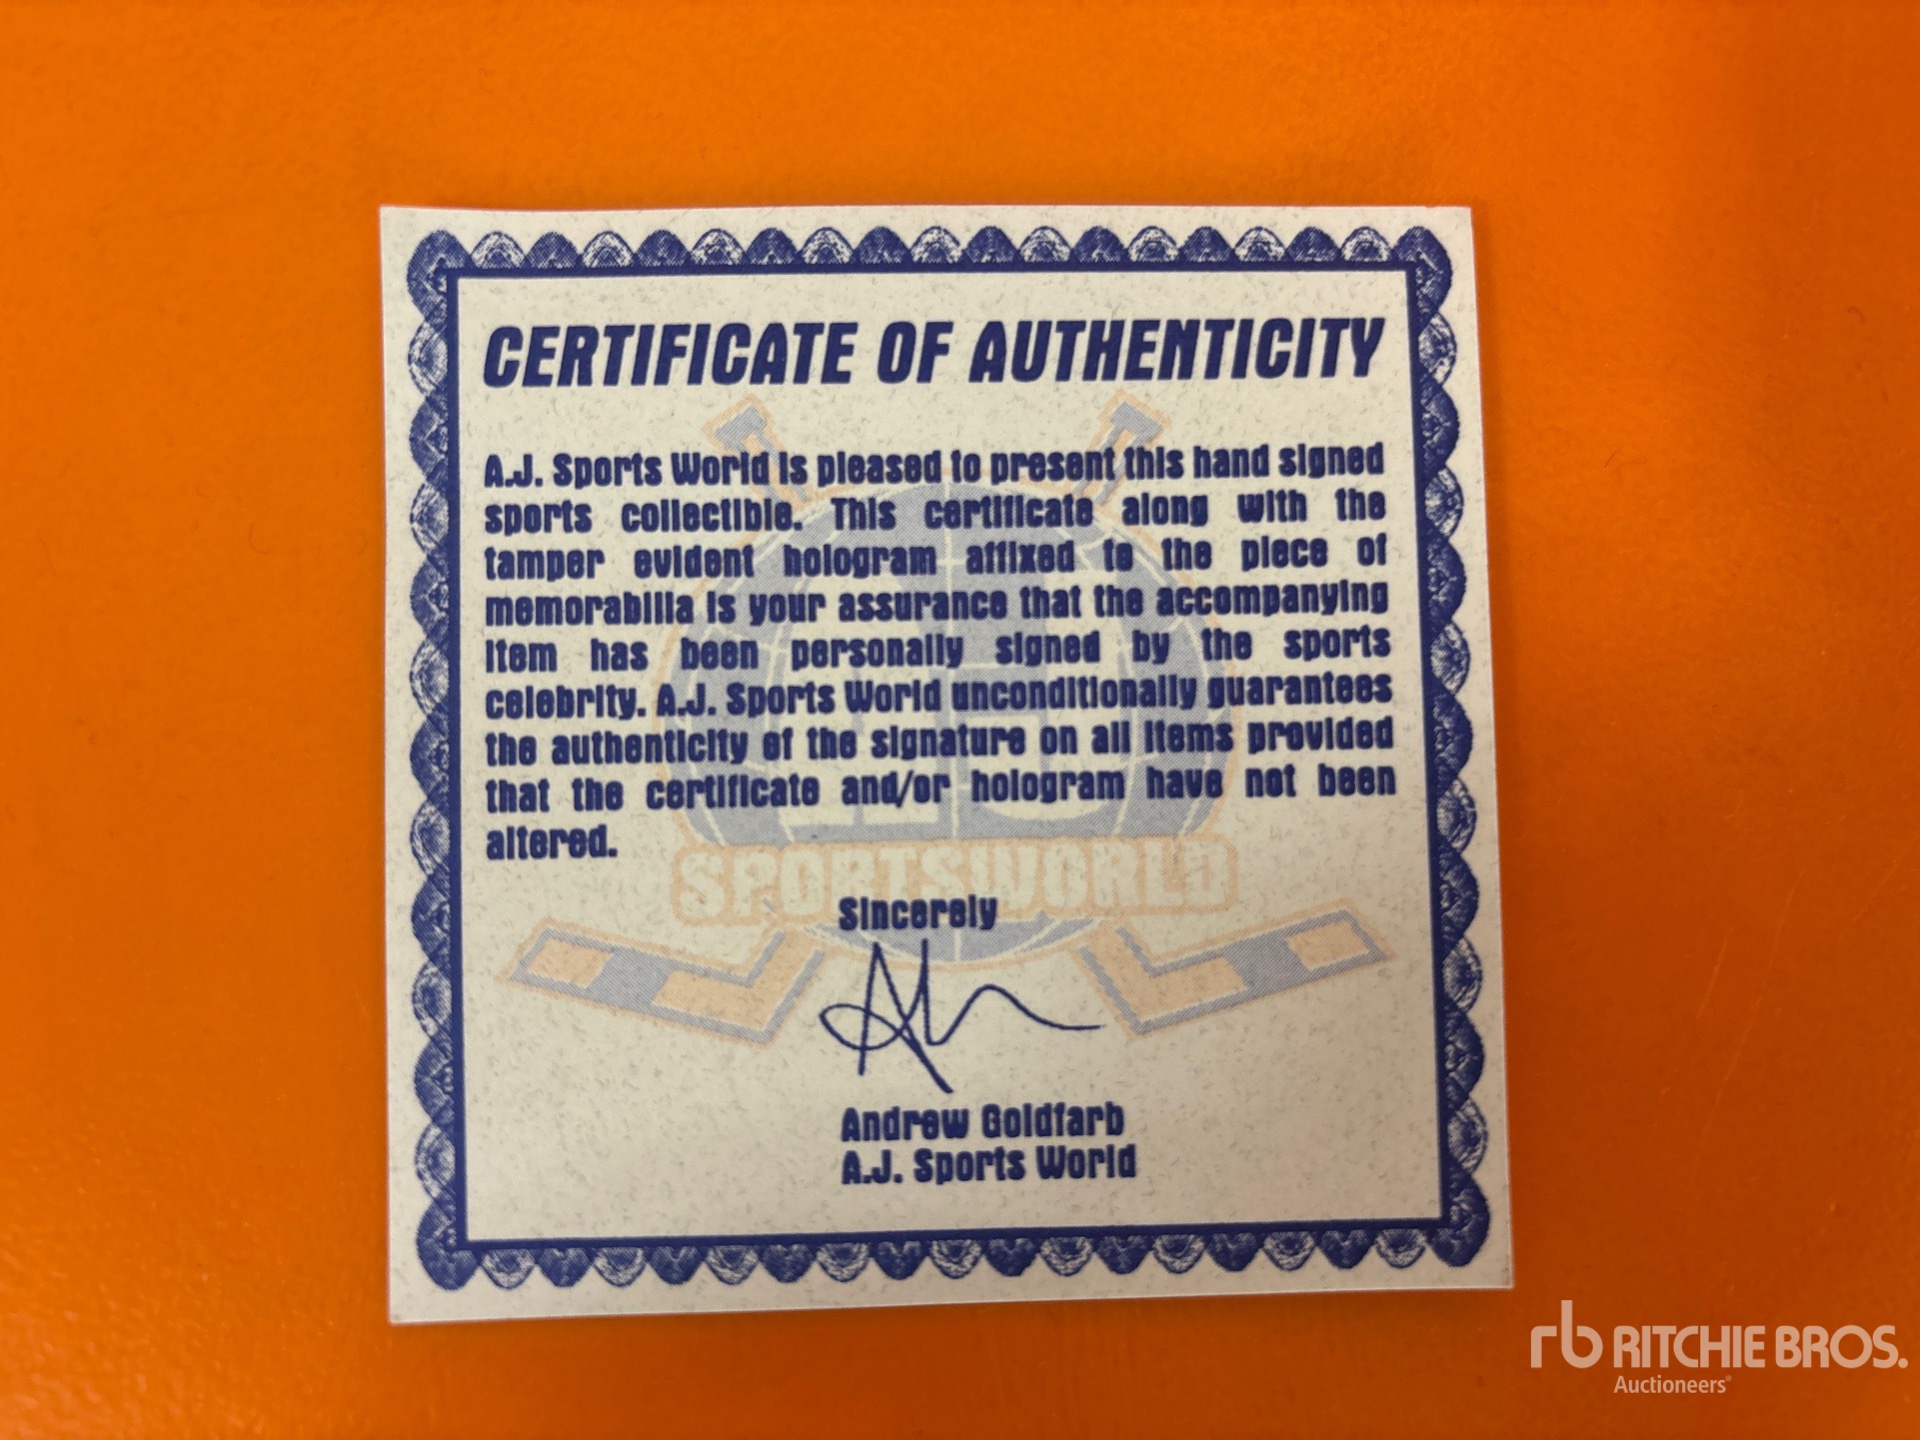 CERTIFICATE OF AUTHENTICITY
A.J. Sports World is pleased to present this hand signed
sports collectible. This certificate along with the
tamper evident hologram affixed to the piece of
memorabilia is your assurance that the accompanying
item has been personally signed by the sports
celebrity. A.J. Sports World unconditionally guarantees
the authenticity of the signature on all items provided
that the certificate and/or hologram have not been
altered.
AJ
SPORTSWORLD
Sincerely
Andrew Goldfarb
A.J. Sports World
rb RITCHIE BROS.
Auctioneers®